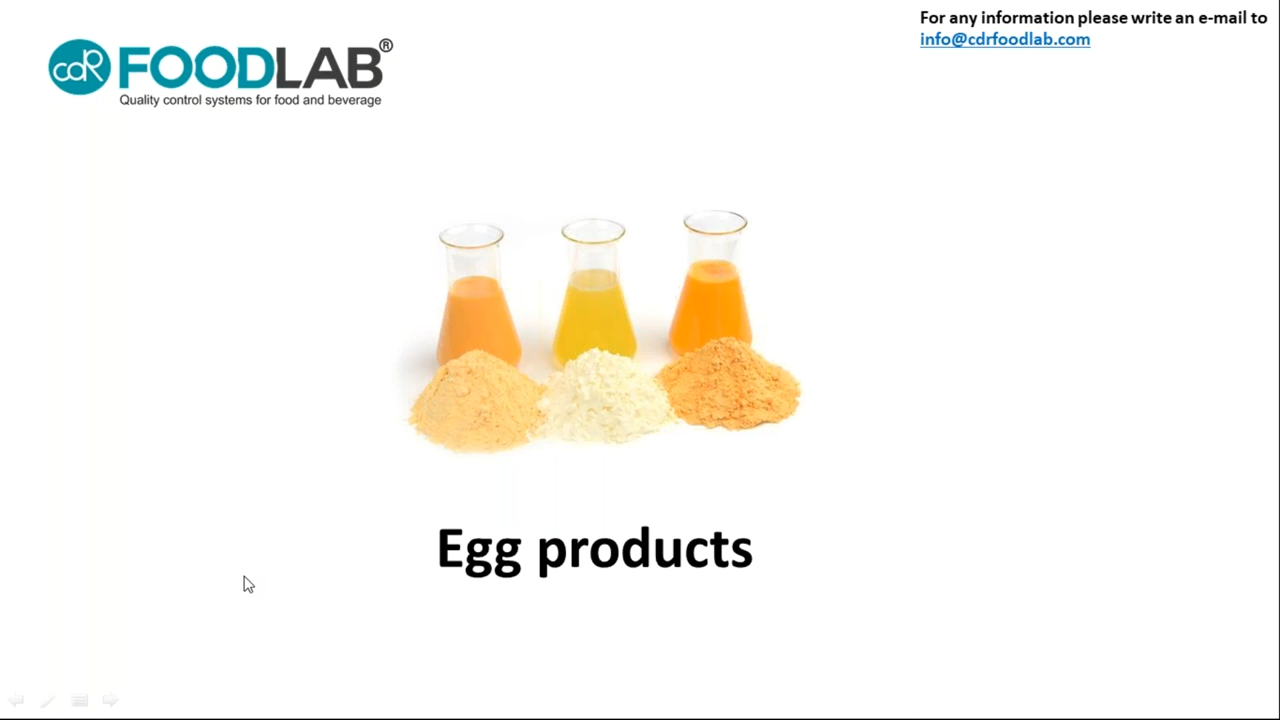 For any information please write an e-mail to
info@cdrfoodlab.com
cdR FOODLAB®
Quality control systems for food and beverage
Egg products